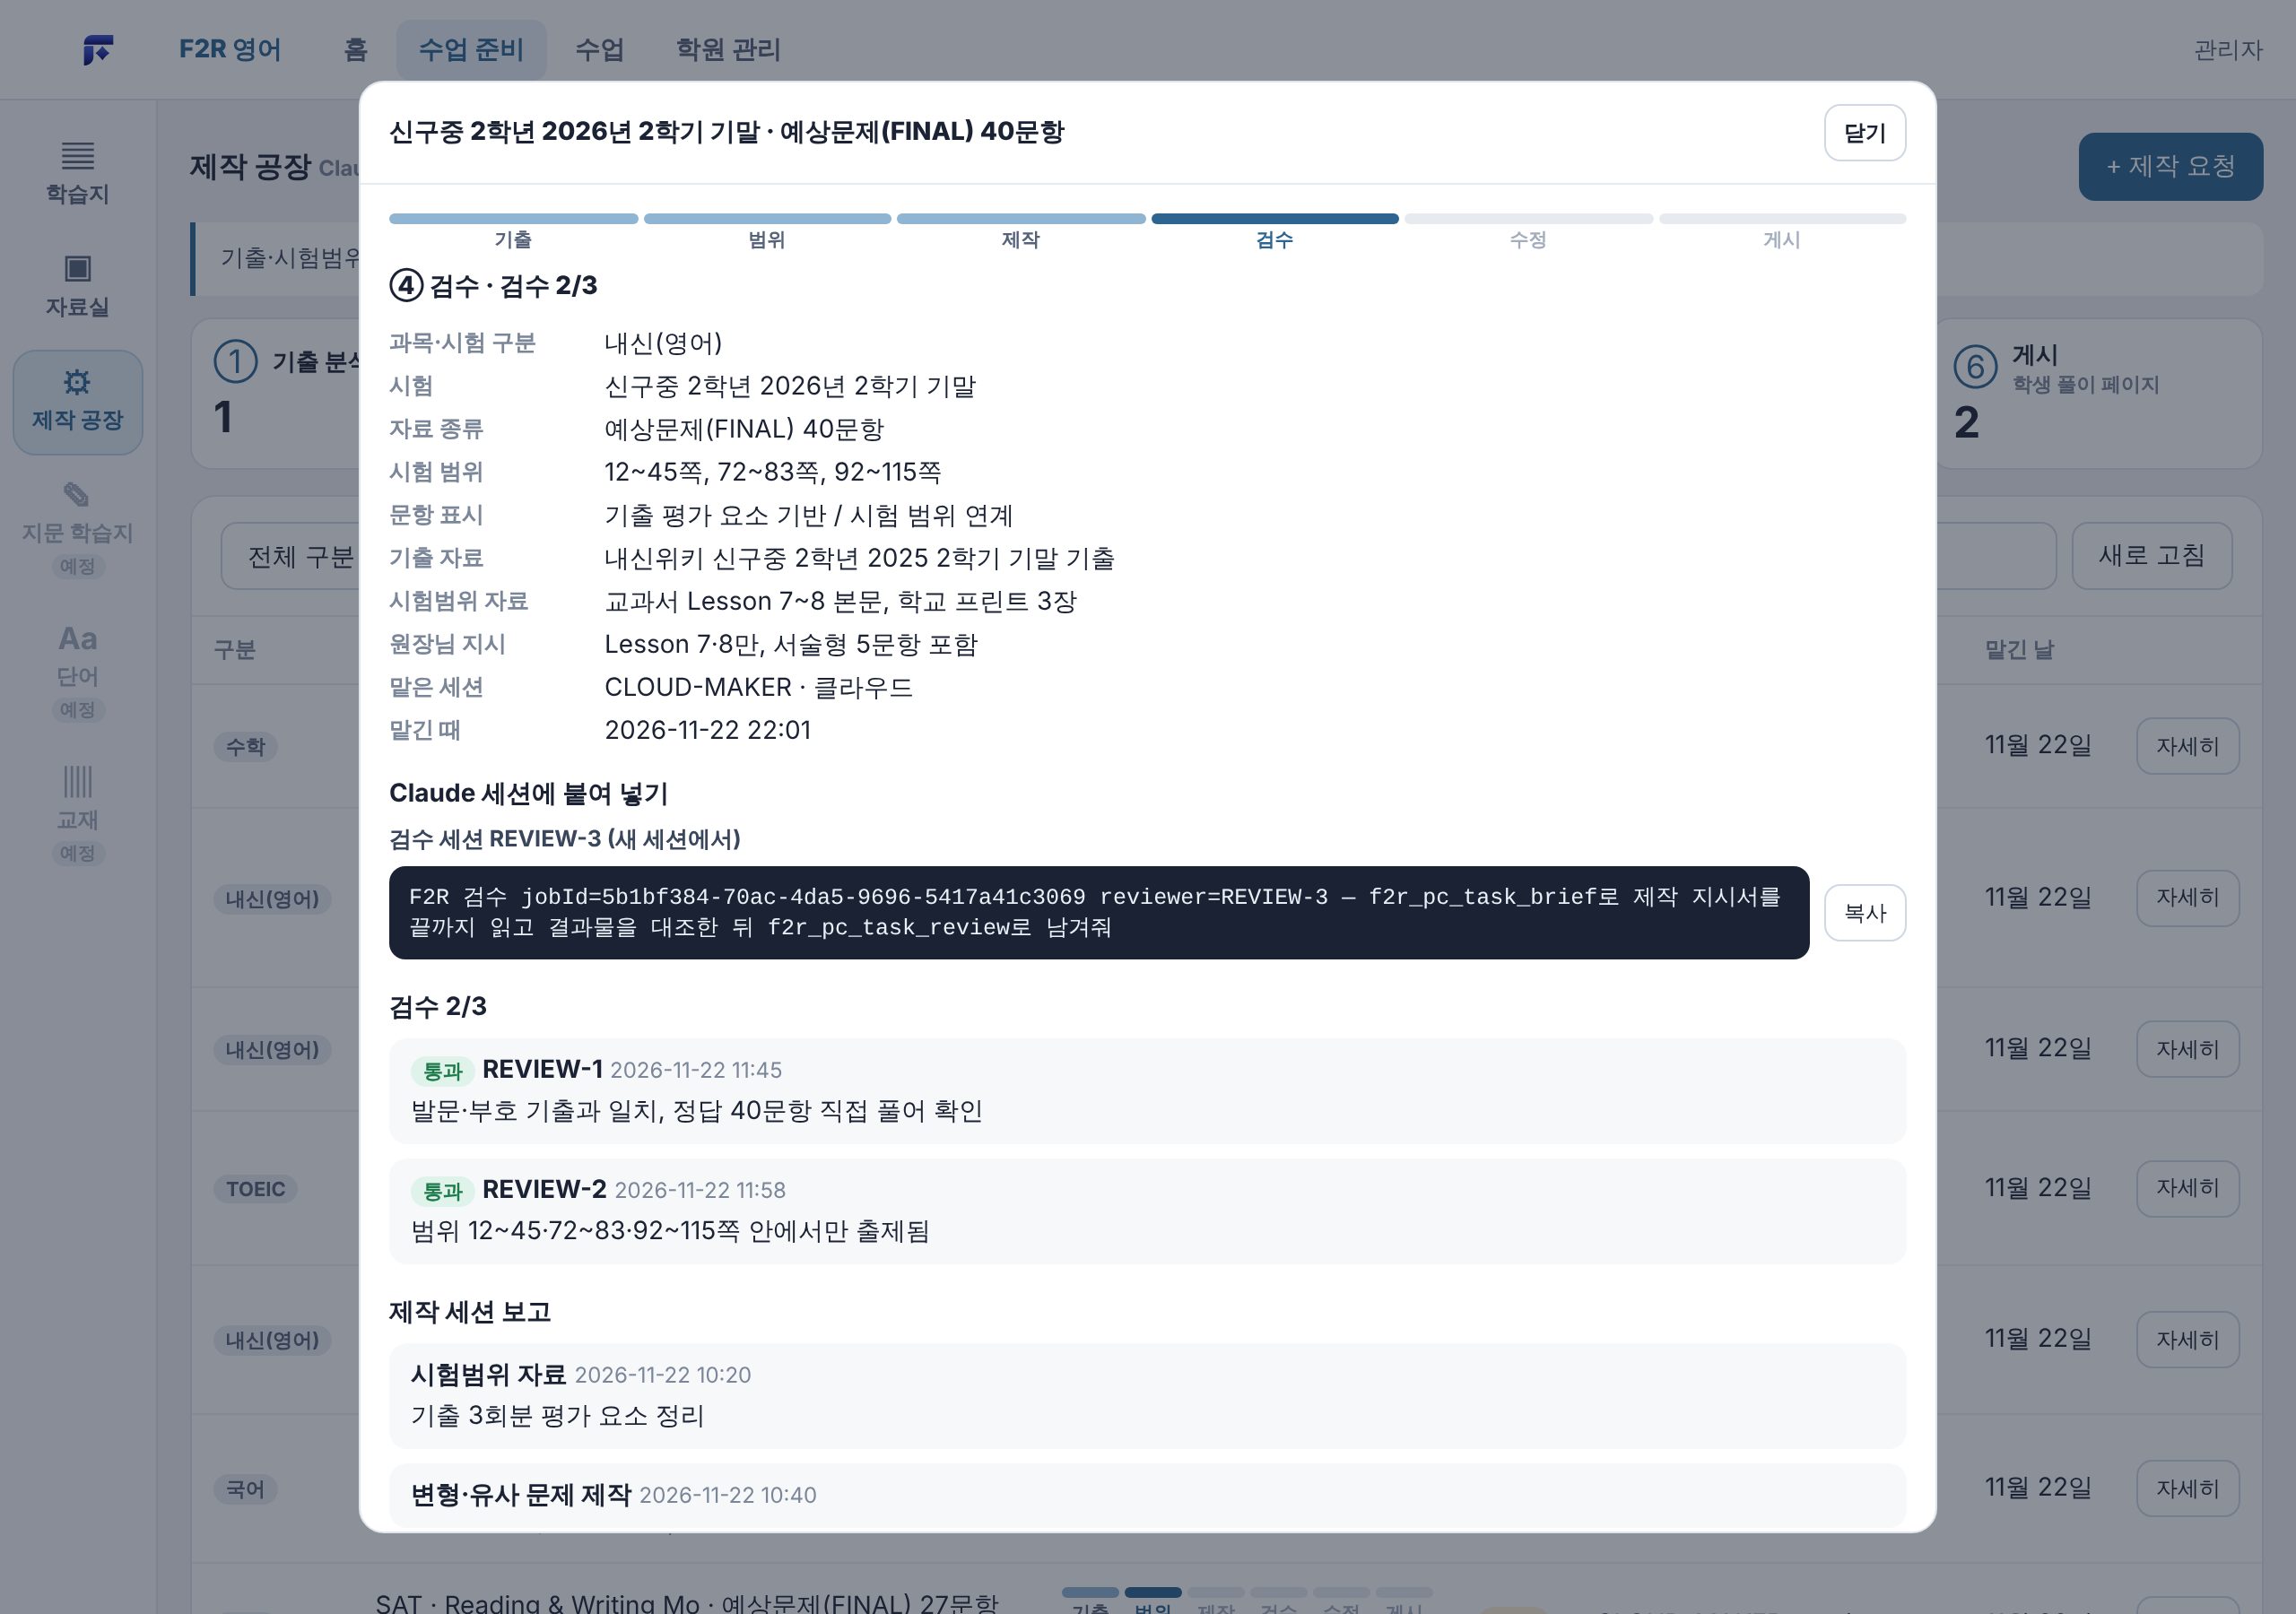 F2R 영어
홈
수업 준비
수업
학원 관리
관리자
학습지
자료실
제작 공장
지문 학습지
예정
Aa
단어
예정
교재
예정
제작 공장
+ 제작 요청
기출·시험범위
① 기출 분석
1
⑥ 게시
학생 풀이 페이지
2
전체 구분
새로 고침
구분
맡긴 날
수학
11월 22일 자세히
내신(영어)
11월 22일 자세히
내신(영어)
11월 22일 자세히
TOEIC
11월 22일 자세히
내신(영어)
11월 22일 자세히
국어
11월 22일 자세히
SAT · Reading & Writing Mo · 예상문제(FINAL) 27문항
신구중 2학년 2026년 2학기 기말 · 예상문제(FINAL) 40문항
닫기
기출 범위 제작 검수 수정 게시
④ 검수 · 검수 2/3
과목·시험 구분 내신(영어)
시험 신구중 2학년 2026년 2학기 기말
자료 종류 예상문제(FINAL) 40문항
시험 범위 12~45쪽, 72~83쪽, 92~115쪽
문항 표시 기출 평가 요소 기반 / 시험 범위 연계
기출 자료 내신위키 신구중 2학년 2025 2학기 기말 기출
시험범위 자료 교과서 Lesson 7~8 본문, 학교 프린트 3장
원장님 지시 Lesson 7·8만, 서술형 5문항 포함
맡은 세션 CLOUD-MAKER · 클라우드
맡긴 때 2026-11-22 22:01
Claude 세션에 붙여 넣기
검수 세션 REVIEW-3 (새 세션에서)
F2R 검수 jobId=5b1bf384-70ac-4da5-9696-5417a41c3069 reviewer=REVIEW-3 — f2r_pc_task_brief로 제작 지시서를
끝까지 읽고 결과물을 대조한 뒤 f2r_pc_task_review로 남겨줘
복사
검수 2/3
통과 REVIEW-1 2026-11-22 11:45
발문·부호 기출과 일치, 정답 40문항 직접 풀어 확인
통과 REVIEW-2 2026-11-22 11:58
범위 12~45·72~83·92~115쪽 안에서만 출제됨
제작 세션 보고
시험범위 자료 2026-11-22 10:20
기출 3회분 평가 요소 정리
변형·유사 문제 제작 2026-11-22 10:40